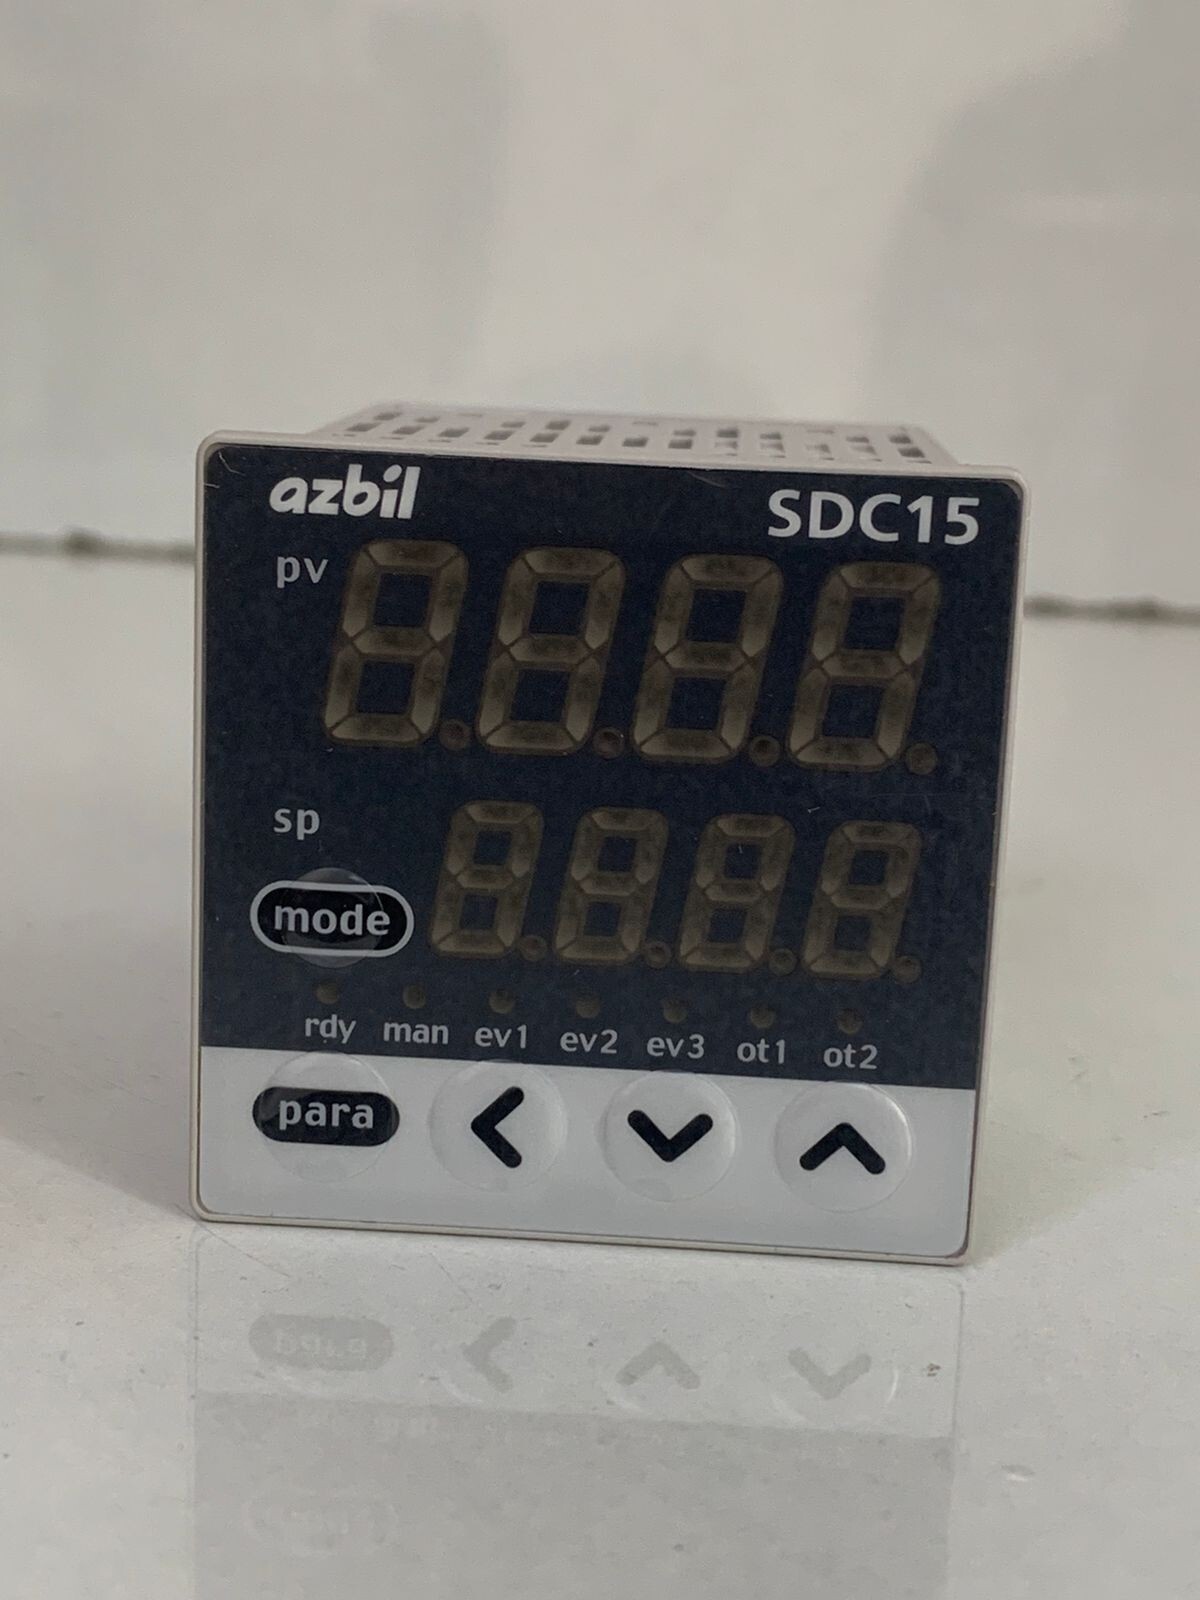 azbil SDC15
pv
sp
mode
rdy man ev1 ev2 ev3 ot1 ot2
para